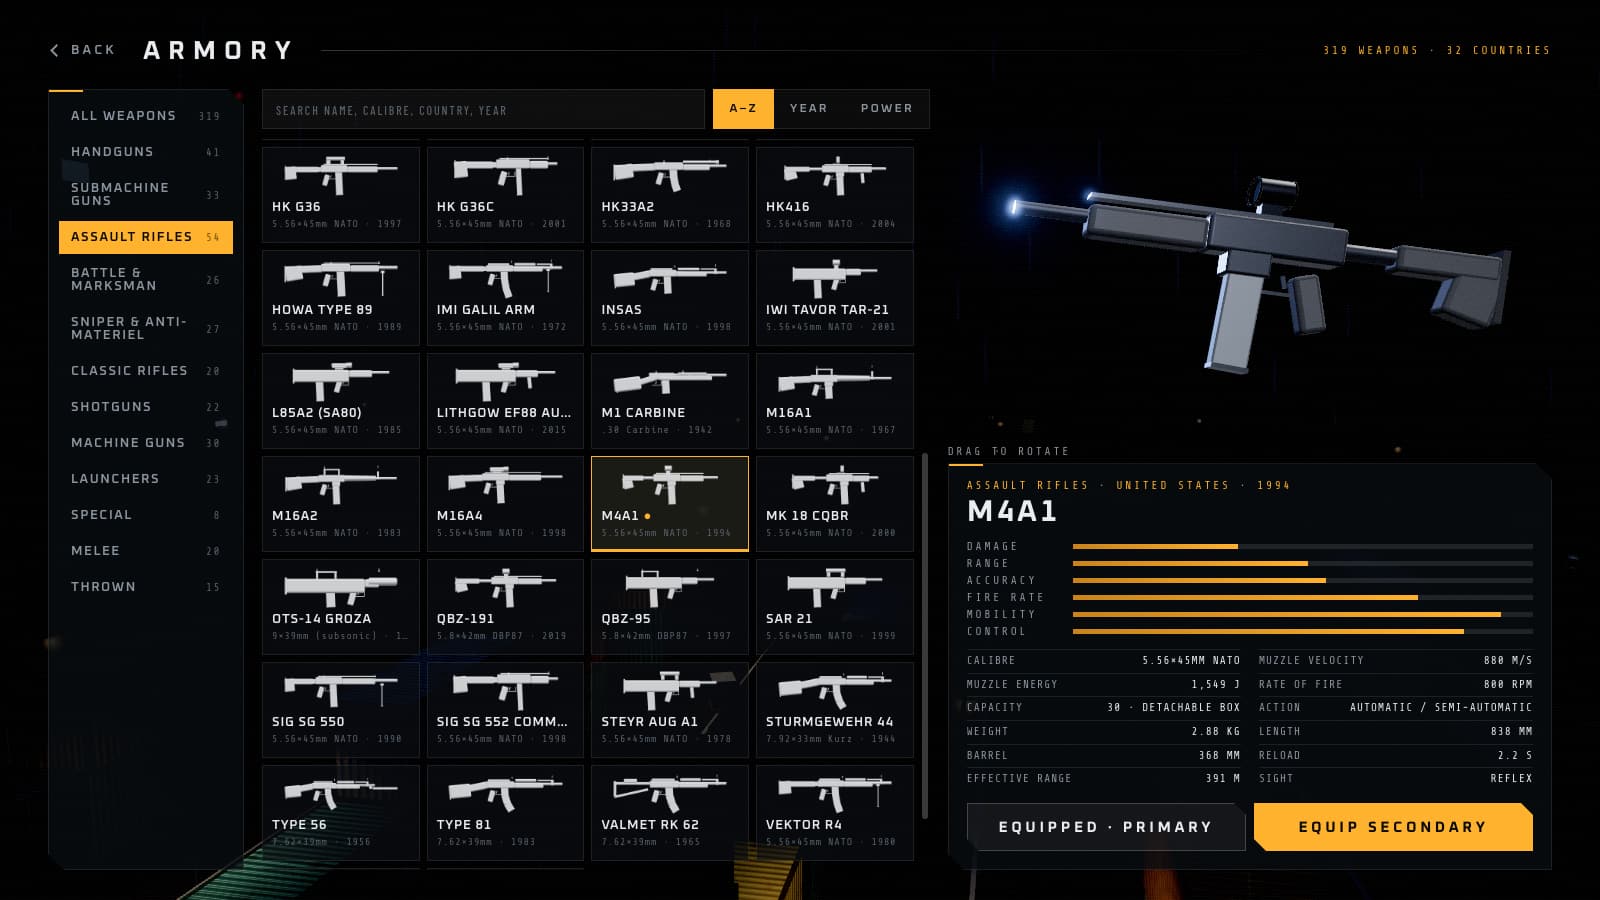 BACK
ARMORY
319 WEAPONS · 32 COUNTRIES
ALL WEAPONS 319
HANDGUNS 41
SUBMACHINE
GUNS 33
ASSAULT RIFLES 54
BATTLE &
MARKSMAN 26
SNIPER & ANTI-
MATERIEL 27
CLASSIC RIFLES 20
SHOTGUNS 22
MACHINE GUNS 30
LAUNCHERS 23
SPECIAL 8
MELEE 20
THROWN 15
SEARCH NAME, CALIBRE, COUNTRY, YEAR
A–Z YEAR POWER
HK G36
5.56×45mm NATO · 1997
HK G36C
5.56×45mm NATO · 2001
HK33A2
5.56×45mm NATO · 1968
HK416
5.56×45mm NATO · 2004
HOWA TYPE 89
5.56×45mm NATO · 1989
IMI GALIL ARM
5.56×45mm NATO · 1972
INSAS
5.56×45mm NATO · 1998
IWI TAVOR TAR-21
5.56×45mm NATO · 2001
L85A2 (SA80)
5.56×45mm NATO · 1985
LITHGOW EF88 AU...
5.56×45mm NATO · 2015
M1 CARBINE
.30 Carbine · 1942
M16A1
5.56×45mm NATO · 1967
M16A2
5.56×45mm NATO · 1983
M16A4
5.56×45mm NATO · 1998
M4A1
5.56×45mm NATO · 1994
MK 18 CQBR
5.56×45mm NATO · 2000
OTS-14 GROZA
9×39mm (subsonic) · 1...
QBZ-191
5.8×42mm DBP87 · 2019
QBZ-95
5.8×42mm DBP87 · 1997
SAR 21
5.56×45mm NATO · 1999
SIG SG 550
5.56×45mm NATO · 1990
SIG SG 552 COMM...
5.56×45mm NATO · 1998
STEYR AUG A1
5.56×45mm NATO · 1978
STURMGEWEHR 44
7.92×33mm Kurz · 1944
TYPE 56
7.62×39mm · 1956
TYPE 81
7.62×39mm · 1983
VALMET RK 62
7.62×39mm · 1965
VEKTOR R4
5.56×45mm NATO · 1980
DRAG TO ROTATE
ASSAULT RIFLES · UNITED STATES · 1994
M4A1
DAMAGE
RANGE
ACCURACY
FIRE RATE
MOBILITY
CONTROL
CALIBRE 5.56×45MM NATO MUZZLE VELOCITY 880 M/S
MUZZLE ENERGY 1,549 J RATE OF FIRE 800 RPM
CAPACITY 30 · DETACHABLE BOX ACTION AUTOMATIC / SEMI-AUTOMATIC
WEIGHT 2.88 KG LENGTH 838 MM
BARREL 368 MM RELOAD 2.2 S
EFFECTIVE RANGE 391 M SIGHT REFLEX
EQUIPPED · PRIMARY EQUIP SECONDARY